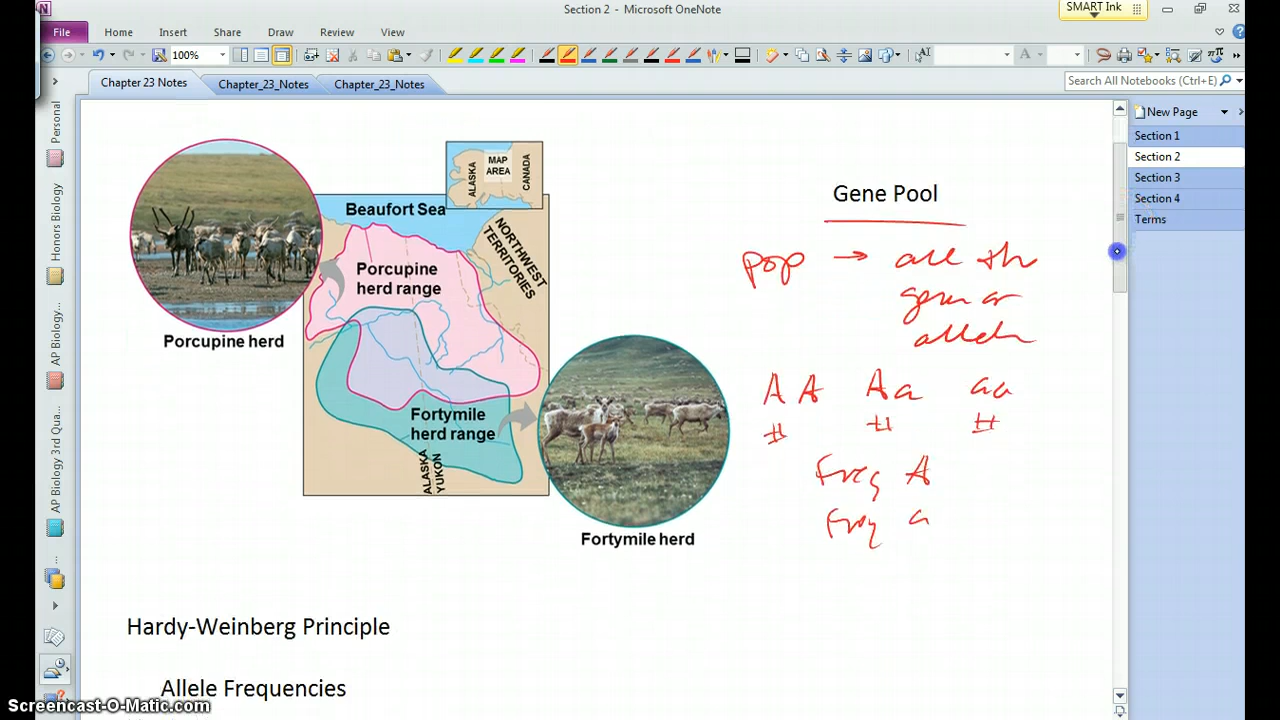 Section 2 - Microsoft OneNote
SMART Ink
File Home Insert Share Draw Review View
100%
Chapter 23 Notes Chapter_23_Notes Chapter_23_Notes
Search All Notebooks (Ctrl+E)
New Page
Section 1
Section 2
Section 3
Section 4
Terms
Personal
Honors Biology
AP Biology...
AP Biology 3rd Qua...
MAP AREA
ALASKA
CANADA
Beaufort Sea
NORTHWEST TERRITORIES
Porcupine
herd range
Porcupine herd
Fortymile
herd range
ALASKA
YUKON
Fortymile herd
Gene Pool
pop → all the
genes or
alleles
AA Aa aa
# # #
Freq A
Freq a
Hardy-Weinberg Principle
Allele Frequencies
Screencast-O-Matic.com